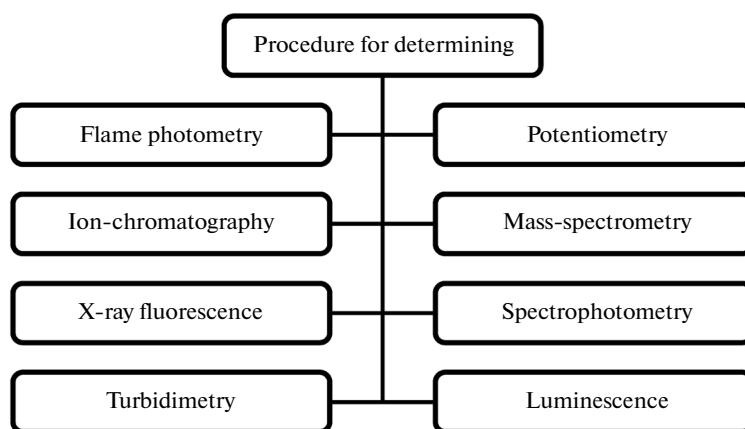 Procedure for determining
Flame photometry
Potentiometry
Ion-chromatography
Mass-spectrometry
X-ray fluorescence
Spectrophotometry
Turbidimetry
Luminescence